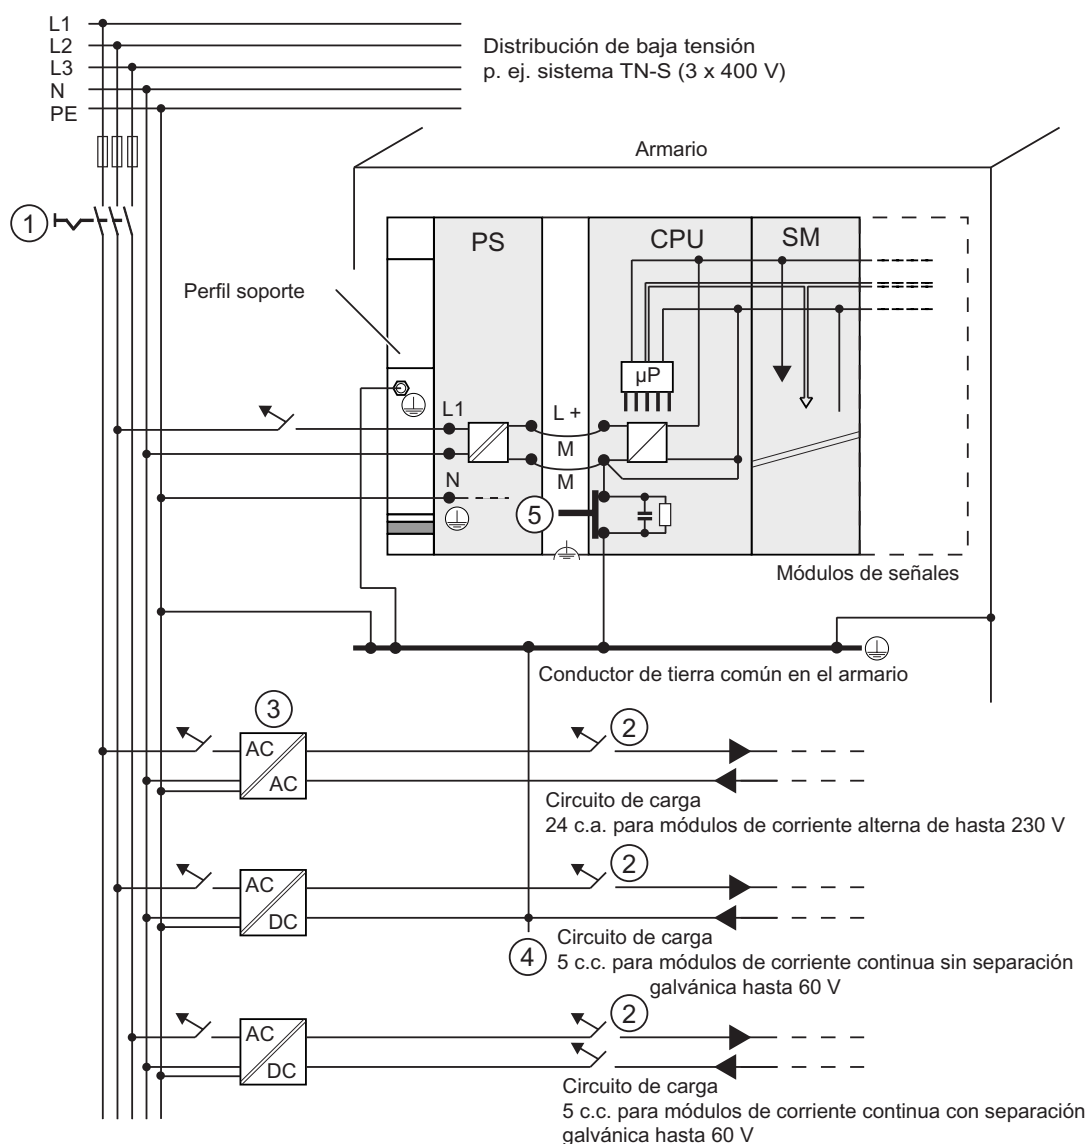 L1
L2
L3
N
PE
Distribución de baja tensión
p. ej. sistema TN-S (3 x 400 V)
Armario
1
PS
CPU
SM
Perfil soporte
µP
L1
L +
M
N
M
5
Módulos de señales
Conductor de tierra común en el armario
3
2
AC
AC
Circuito de carga
24 c.a. para módulos de corriente alterna de hasta 230 V
2
AC
DC
4
Circuito de carga
5 c.c. para módulos de corriente continua sin separación
galvánica hasta 60 V
2
AC
DC
Circuito de carga
5 c.c. para módulos de corriente continua con separación
galvánica hasta 60 V